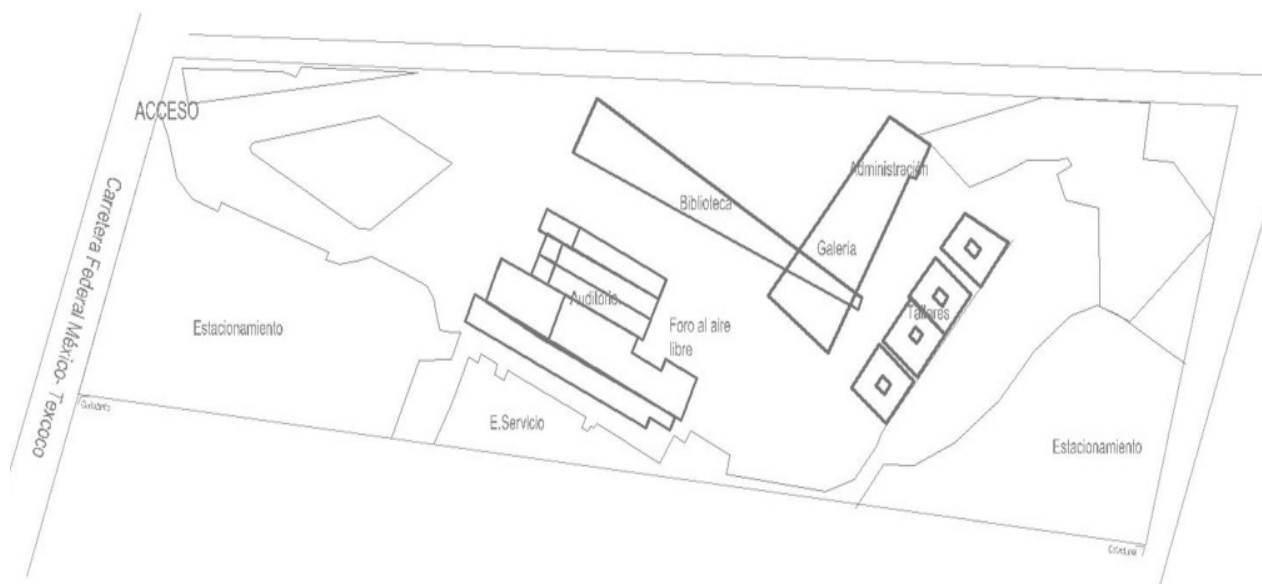 ACCESO
Carretera Federal México- Texcoco
Administración
Biblioteca
Galería
Auditorio
Talleres
Estacionamiento
Foro al aire
libre
E.Servicio
Estacionamiento